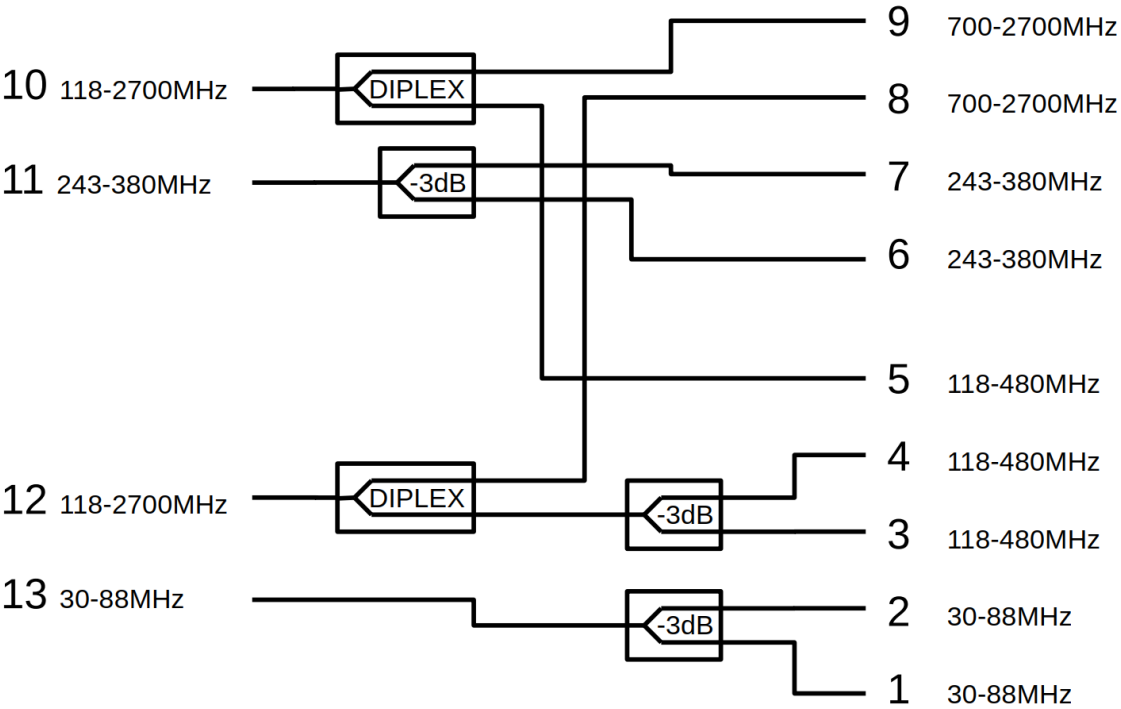 9 700-2700MHz
10 118-2700MHz
DIPLEX
8 700-2700MHz
11 243-380MHz
-3dB
7 243-380MHz
6 243-380MHz
5 118-480MHz
4 118-480MHz
12 118-2700MHz
DIPLEX
-3dB
3 118-480MHz
13 30-88MHz
-3dB
2 30-88MHz
1 30-88MHz